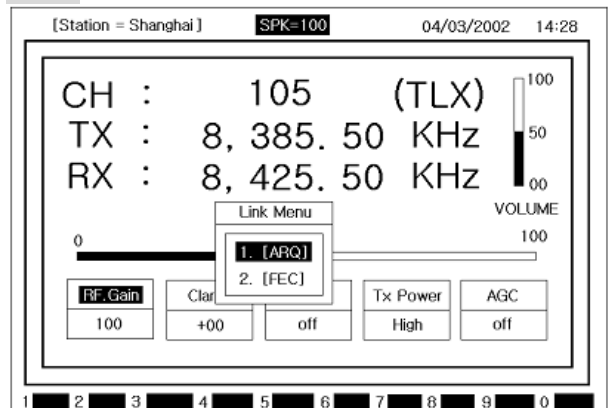 [Station = Shanghai] SPK=100 04/03/2002 14:28
CH : 105 (TLX)
TX : 8, 385. 50 KHz
RX : 8, 425. 50 KHz
100
50
00
VOLUME
Link Menu
1. [ARQ]
2. [FEC]
0 100
RF.Gain Tx Power AGC
100 +00 off High off
1 2 3 4 5 6 7 8 9 0